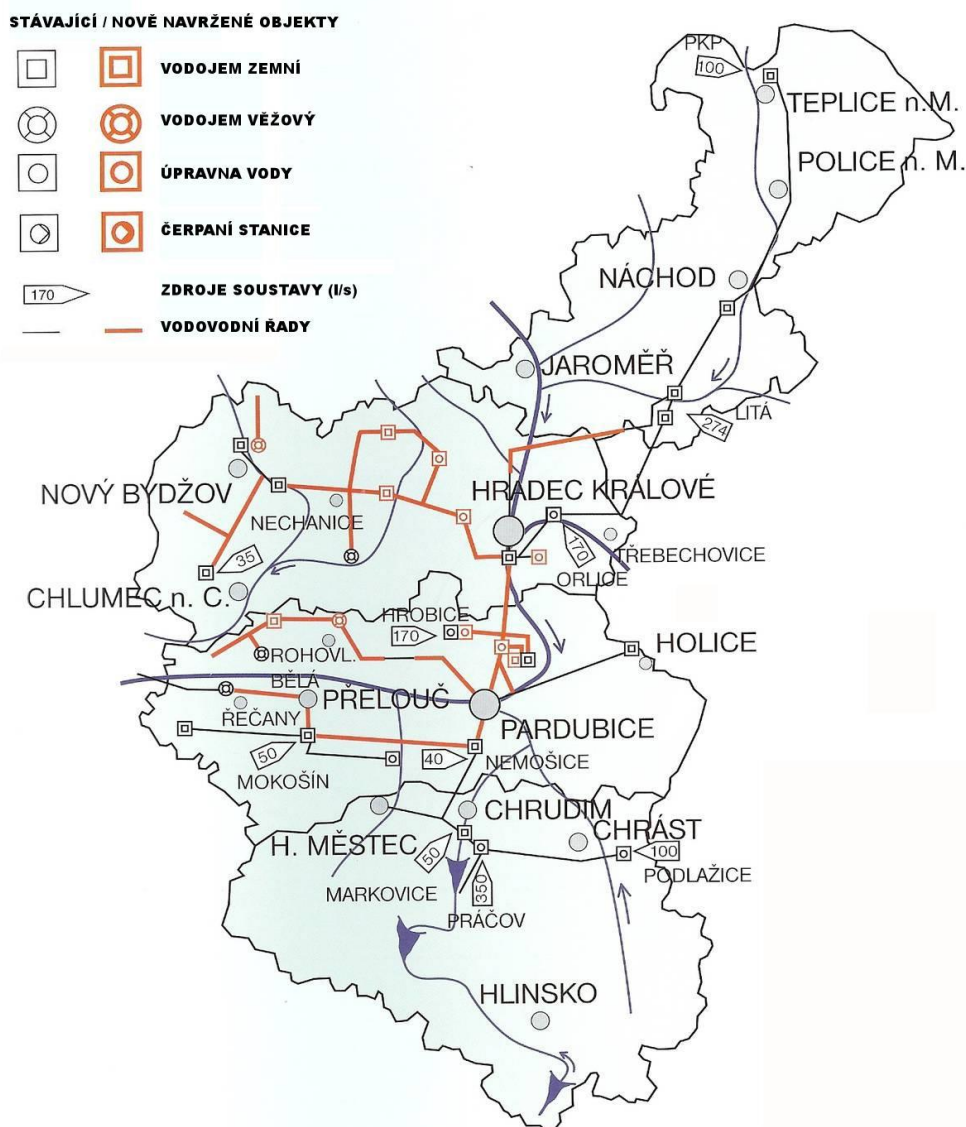 STÁVAJÍCÍ / NOVĚ NAVRŽENÉ OBJEKTY
VODOJEM ZEMNÍ
VODOJEM VĚŽOVÝ
ÚPRAVNA VODY
ČERPANÍ STANICE
170
ZDROJE SOUSTAVY (l/s)
VODOVODNÍ ŘADY
PKP
100
TEPLICE n.M.
POLICE n. M.
NÁCHOD
JAROMĚŘ
LITÁ
274
NOVÝ BYDŽOV
HRADEC KRÁLOVÉ
NECHANICE
35
170
TŘEBECHOVICE
ORLICE
CHLUMEC n. C.
HROBICE
170
HOLICE
ROHOVL.
BĚLÁ
PŘELOUČ
ŘEČANY
PARDUBICE
50
40
NEMOŠICE
MOKOŠÍN
CHRUDIM
H. MĚSTEC
CHRÁST
50
100
PODLAŽICE
MARKOVICE
350
PRÁČOV
HLINSKO